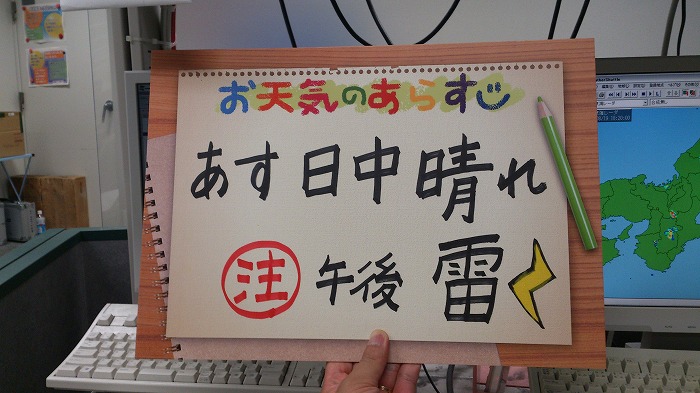 お天気のあらすじ
あす 日中 晴れ
注 午後 雷